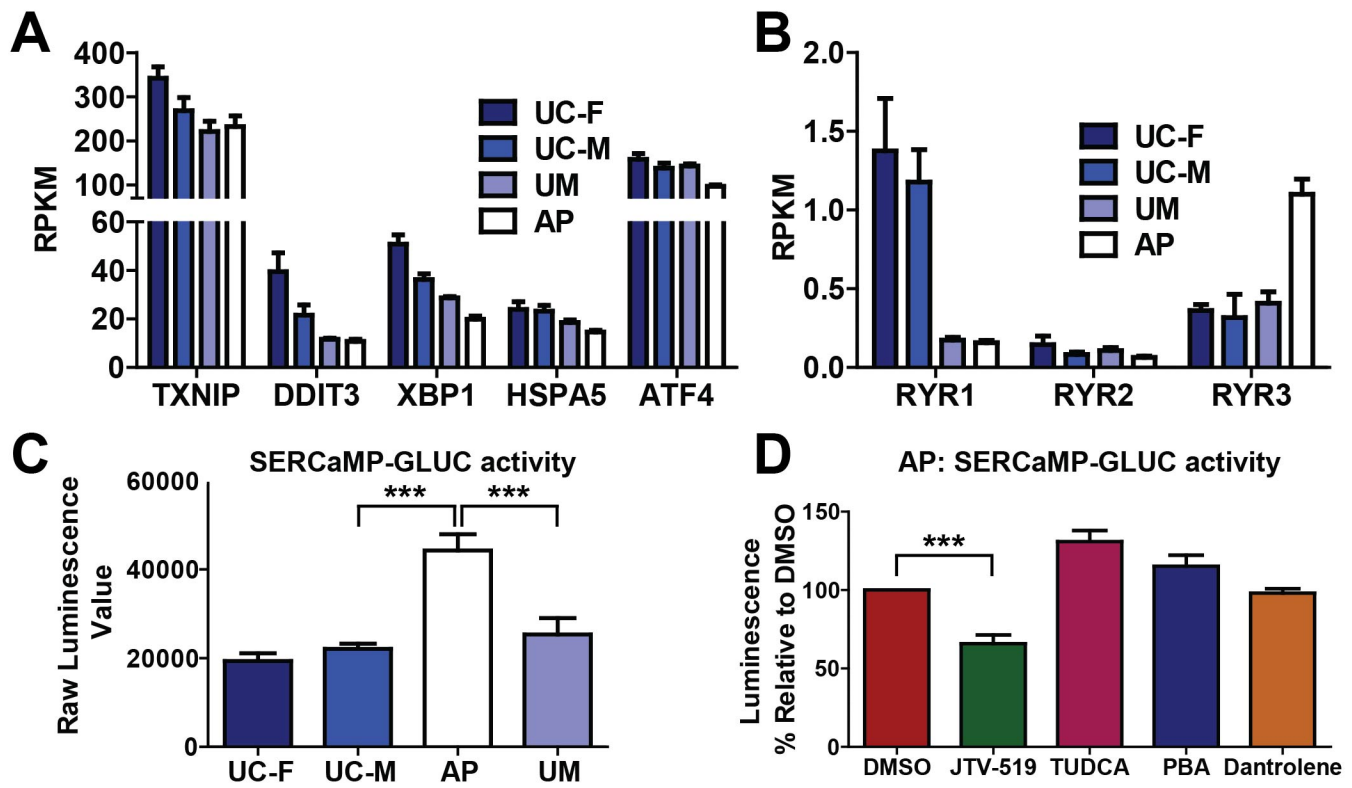 A
RPKM
400
300
200
100
60
40
20
0
UC-F
UC-M
UM
AP
TXNIP DDIT3 XBP1 HSPA5 ATF4
B
RPKM
2.0
1.5
1.0
0.5
0.0
UC-F
UC-M
UM
AP
RYR1 RYR2 RYR3
C
SERCaMP-GLUC activity
Raw Luminescence
Value
60000
40000
20000
0
*** ***
UC-F UC-M AP UM
D
AP: SERCaMP-GLUC activity
Luminescence
% Relative to DMSO
150
100
50
0
***
DMSO JTV-519 TUDCA PBA Dantrolene